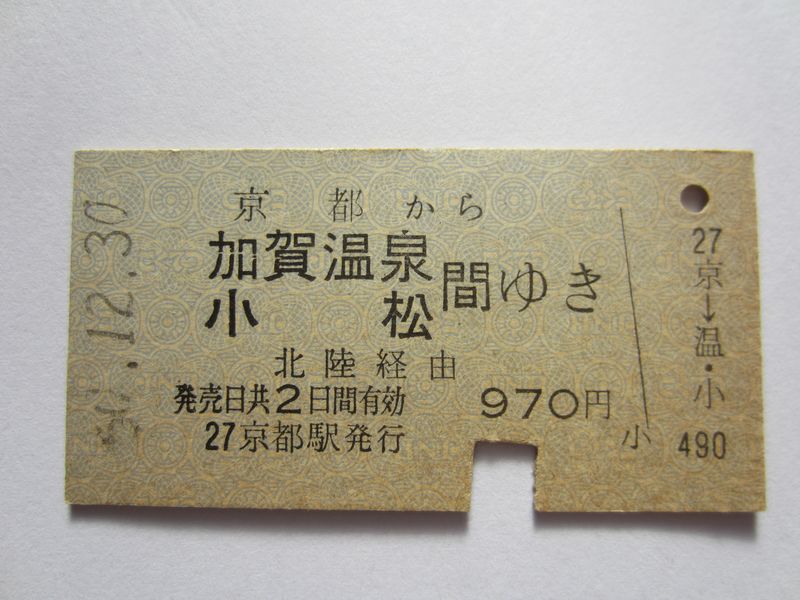 京都から
加賀温泉
小松
間ゆき
北陸経由
発売日共2日間有効
970円
27京都駅発行
小
27
京→温・小
490
.12.30